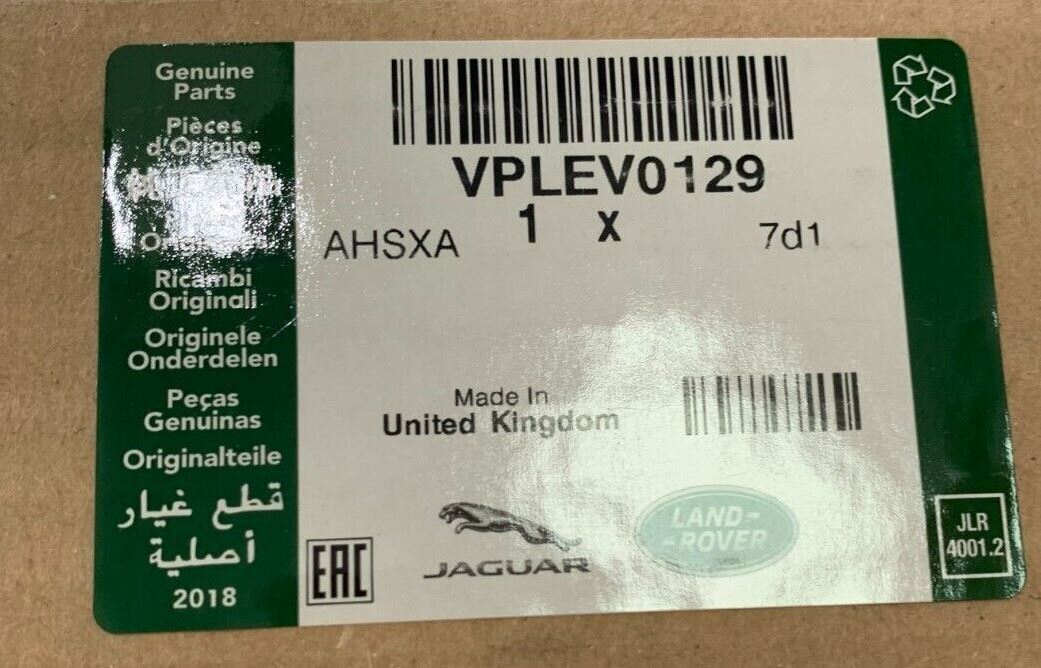 Genuine
Parts
Pièces
d'Origine
Ricambi
Originali
Originele
Onderdelen
Peças
Genuinas
Originalteile
قطع غيار
أصلية
2018
VPLEV0129
1 X
AHSXA
7d1
Made In
United Kingdom
EAC
JAGUAR
LAND-
-ROVER
JLR
4001.2